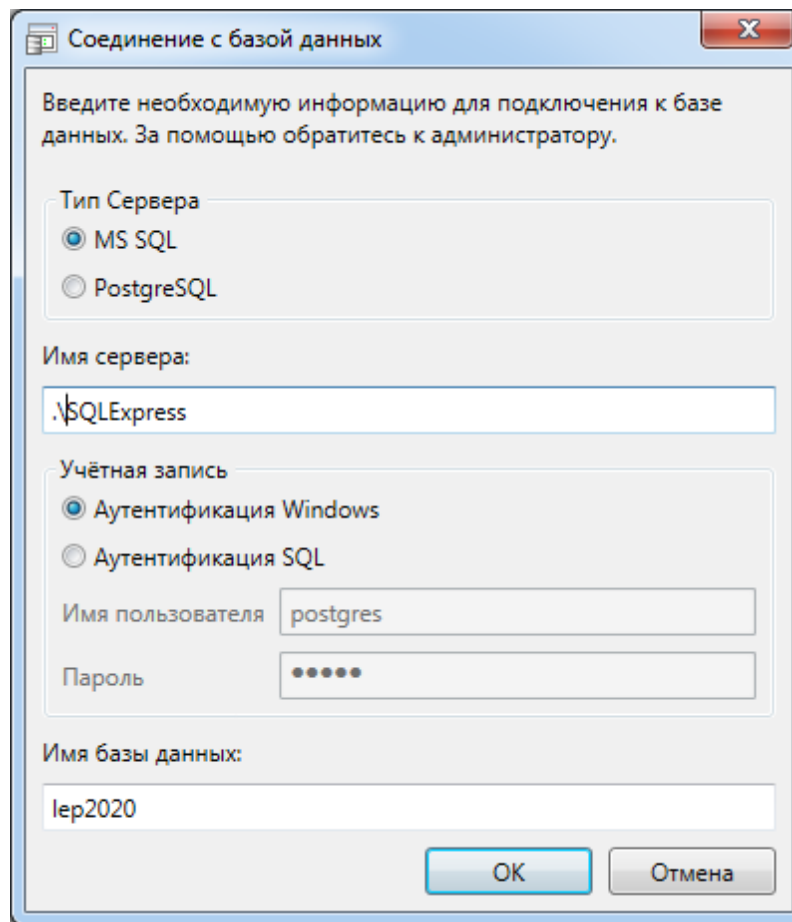 Соединение с базой данных
Введите необходимую информацию для подключения к базе
данных. За помощью обратитесь к администратору.
Тип Сервера
MS SQL
PostgreSQL
Имя сервера:
.\SQLExpress
Учётная запись
Аутентификация Windows
Аутентификация SQL
Имя пользователя postgres
Пароль •••••
Имя базы данных:
lep2020
OK Отмена